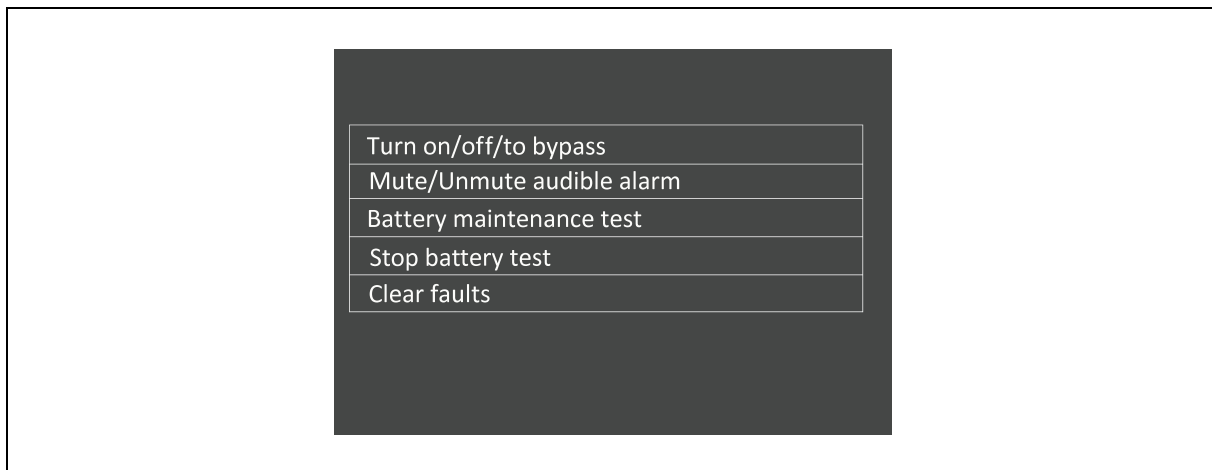 Turn on/off/to bypass
Mute/Unmute audible alarm
Battery maintenance test
Stop battery test
Clear faults